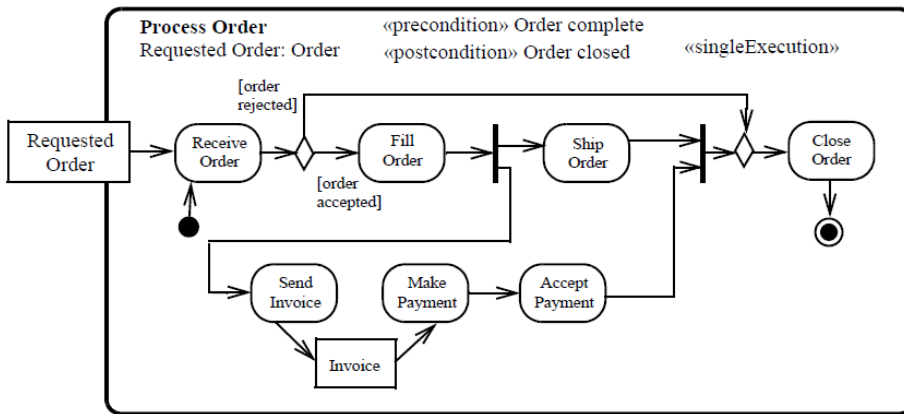 Process Order
«precondition» Order complete
Requested Order: Order
«postcondition» Order closed
«singleExecution»
[order
rejected]
Requested
Order
Receive
Order
Fill
Order
Ship
Order
Close
Order
[order
accepted]
Send
Invoice
Make
Payment
Accept
Payment
Invoice